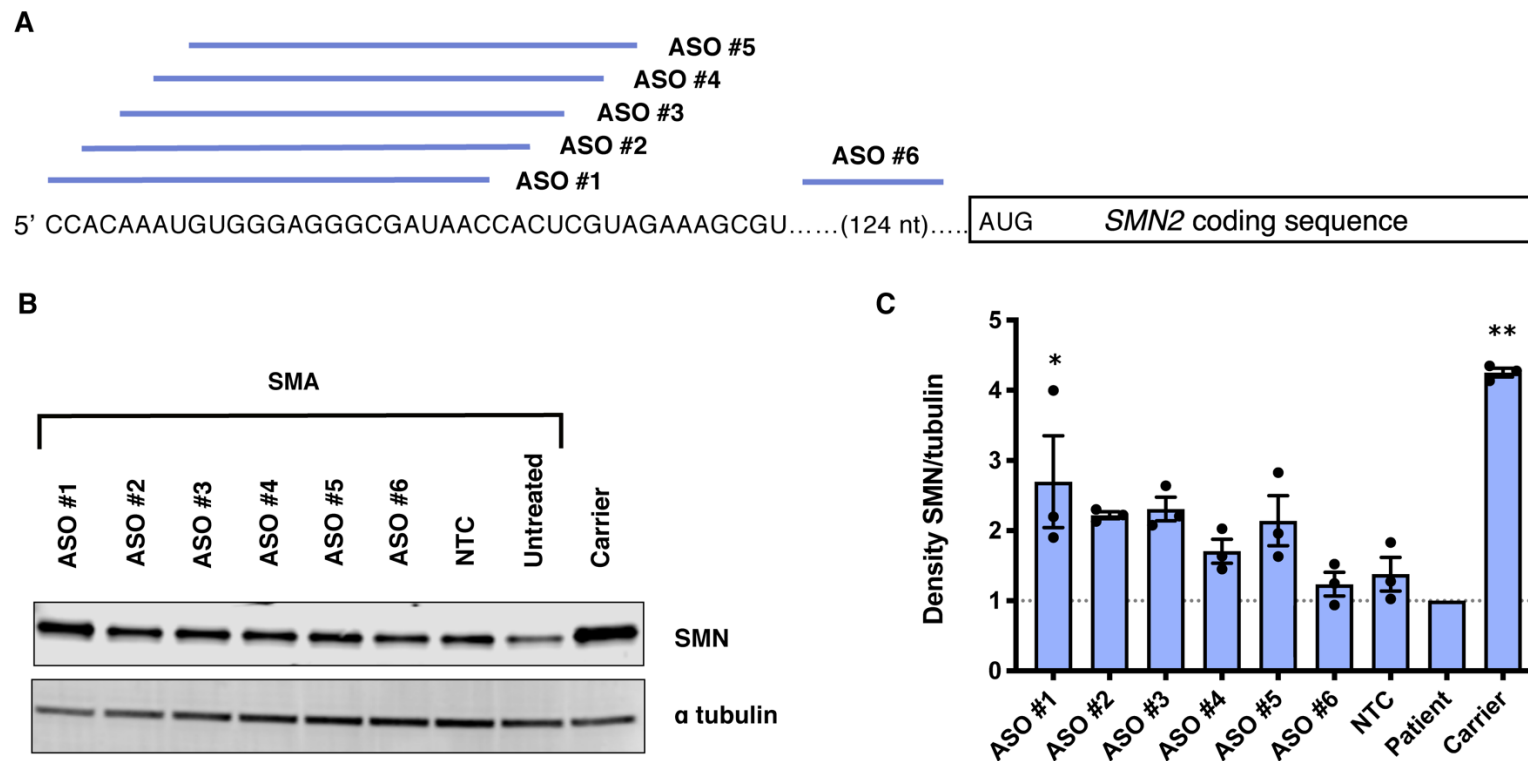 A
ASO #5
ASO #4
ASO #3
ASO #2
ASO #6
ASO #1
5' CCACAAAUGUGGGAGGGCGAUAACCACUCGUAGAAAGCGU......(124 nt)..... AUG SMN2 coding sequence
B
SMA
ASO #1 ASO #2 ASO #3 ASO #4 ASO #5 ASO #6 NTC Untreated Carrier
SMN
α tubulin
C
Density SMN/tubulin
5
4
3
2
1
0
*
**
ASO #1 ASO #2 ASO #3 ASO #4 ASO #5 ASO #6 NTC Patient Carrier